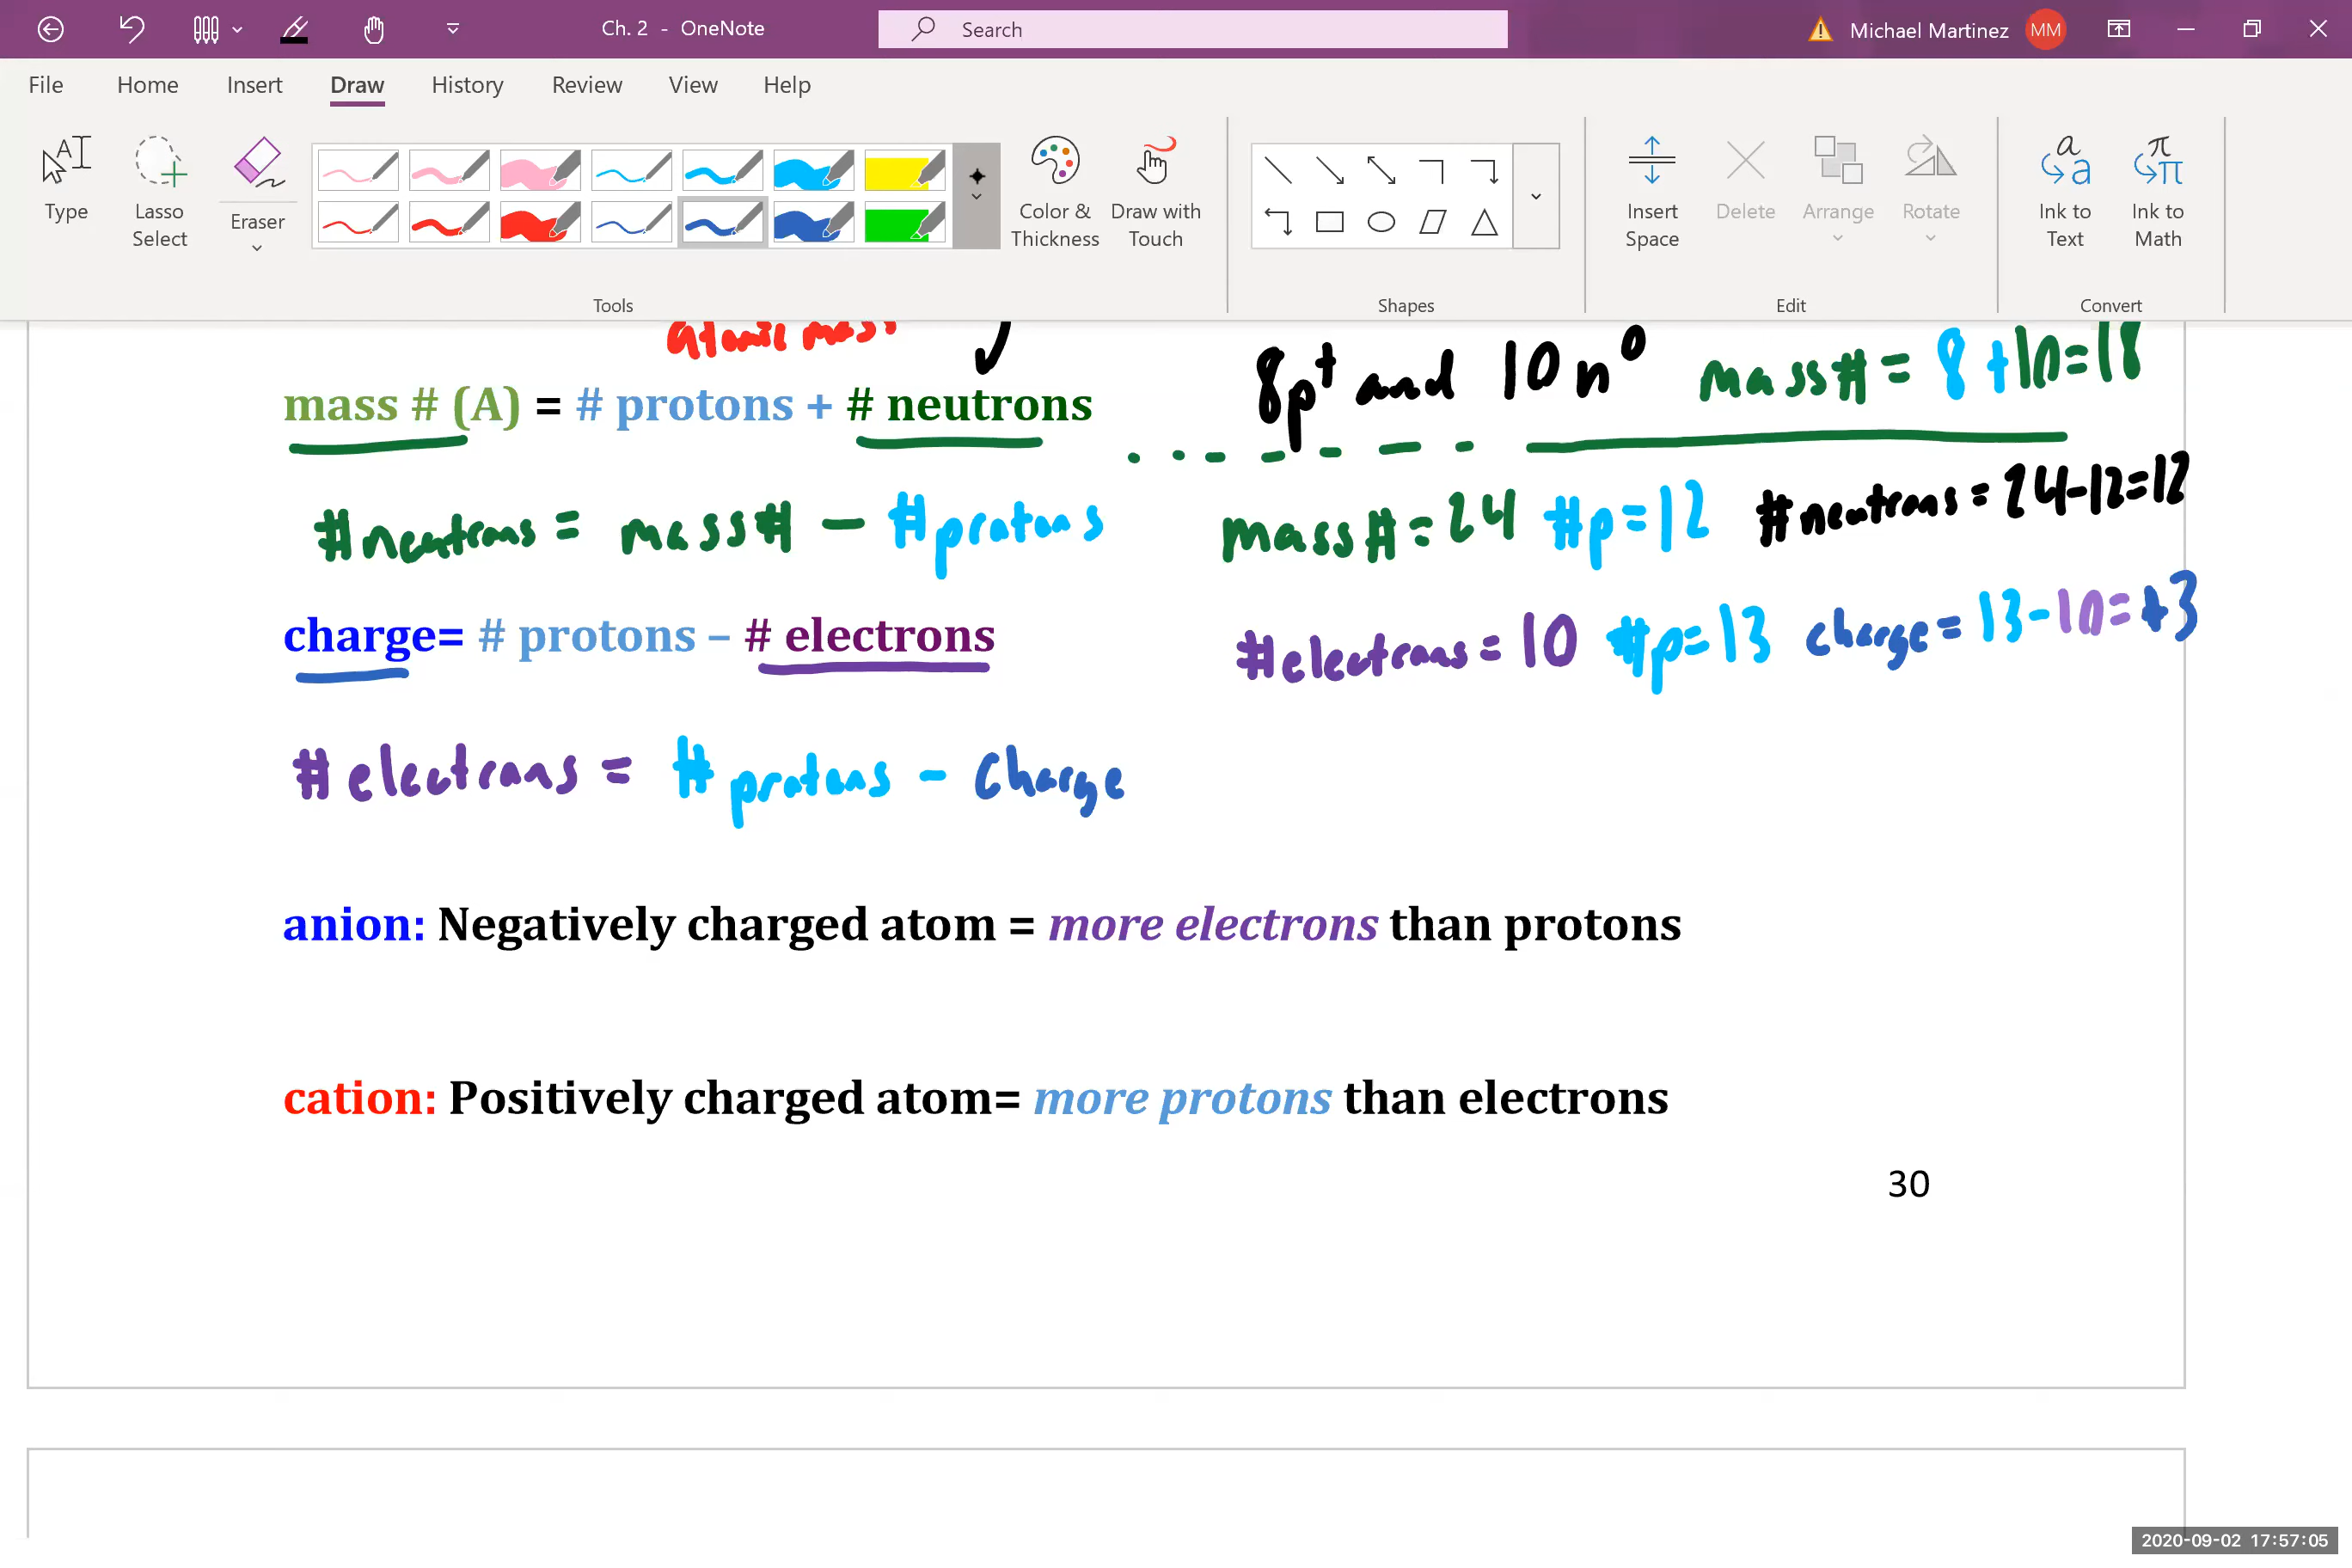 Ch. 2 - OneNote
Search
Michael Martinez
MM
File Home Insert Draw History Review View Help
Type
Lasso Select
Eraser
Color & Thickness
Draw with Touch
Insert Space
Delete
Arrange
Rotate
Ink to Text
Ink to Math
Tools
Shapes
Edit
Convert
atomic mass
8p⁺ and 10 n⁰ mass# = 8+10=18
mass # (A) = # protons + # neutrons
#neutrons = mass# – #protons
mass#=24 #p=12 #neutrons=24-12=12
charge= # protons – # electrons
#electrons=10 #p=13 charge=13-10=+3
#electrons = #protons - charge
anion: Negatively charged atom = more electrons than protons
cation: Positively charged atom= more protons than electrons
30
2020-09-02 17:57:05